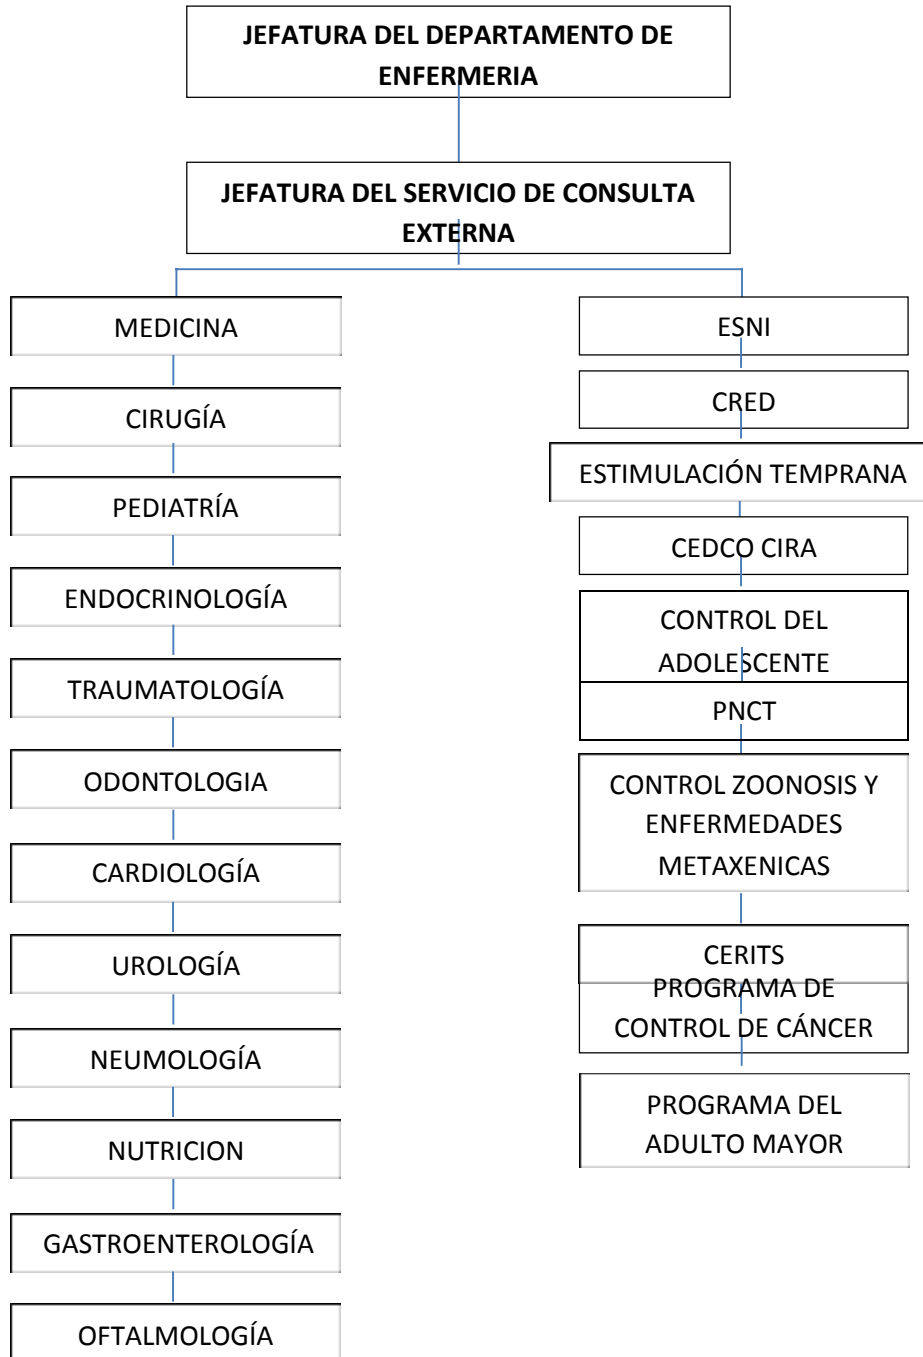 JEFATURA DEL DEPARTAMENTO DE
ENFERMERIA
JEFATURA DEL SERVICIO DE CONSULTA
EXTERNA
MEDICINA
CIRUGÍA
PEDIATRÍA
ENDOCRINOLOGÍA
TRAUMATOLOGÍA
ODONTOLOGIA
CARDIOLOGÍA
UROLOGÍA
NEUMOLOGÍA
NUTRICION
GASTROENTEROLOGÍA
OFTALMOLOGÍA
ESNI
CRED
ESTIMULACIÓN TEMPRANA
CEDCO CIRA
CONTROL DEL
ADOLESCENTE
PNCT
CONTROL ZOONOSIS Y
ENFERMEDADES
METAXENICAS
CERITS
PROGRAMA DE
CONTROL DE CÁNCER
PROGRAMA DEL
ADULTO MAYOR